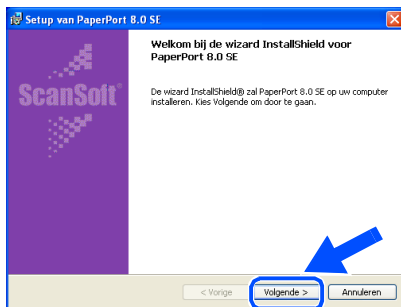 Setup van PaperPort 8.0 SE
Welkom bij de wizard InstallShield voor
PaperPort 8.0 SE
ScanSoft®
De wizard InstallShield® zal PaperPort 8.0 SE op uw computer
installeren. Kies Volgende om door te gaan.
< Vorige
Volgende >
Annuleren